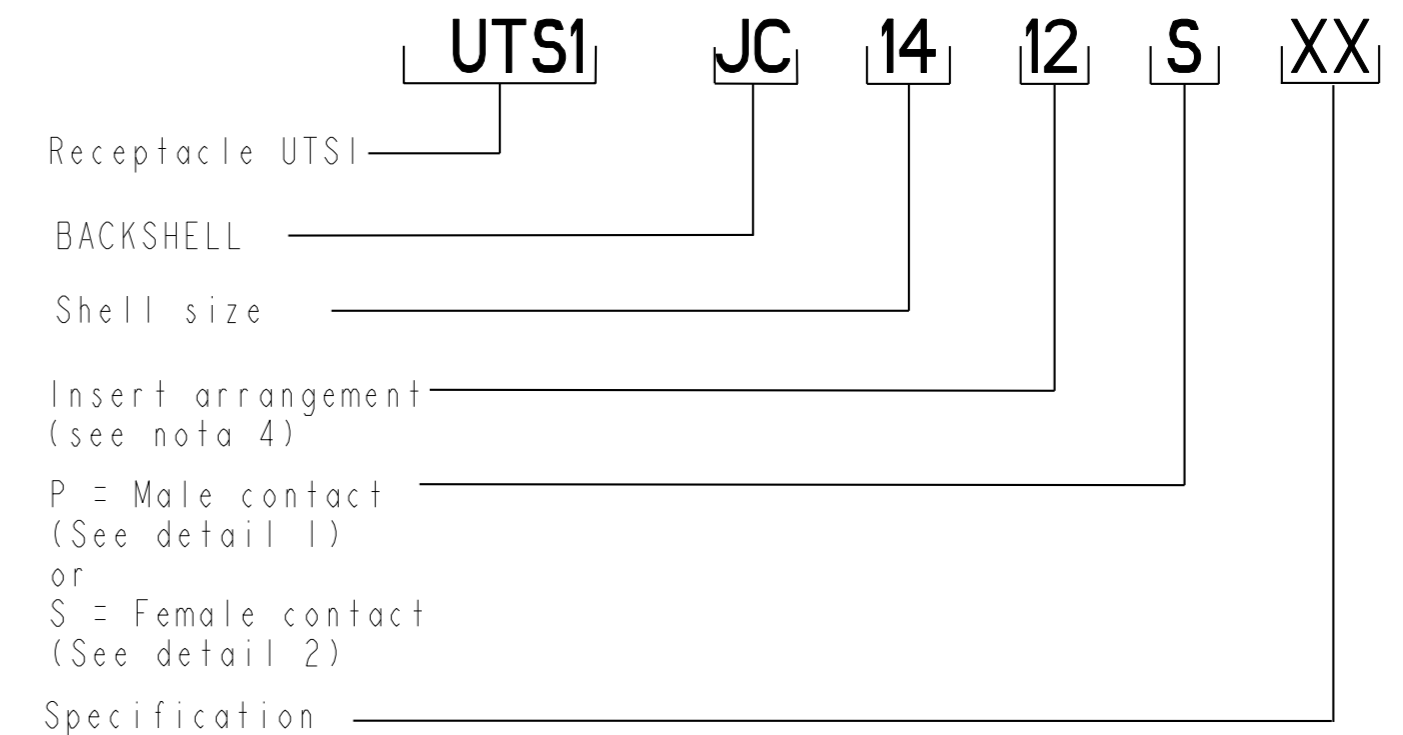 UTS1 JC 14 12 S XX
Receptacle UTS1
BACKSHELL
Shell size
Insert arrangement
(see nota 4)
P = Male contact
(See detail 1)
or
S = Female contact
(See detail 2)
Specification